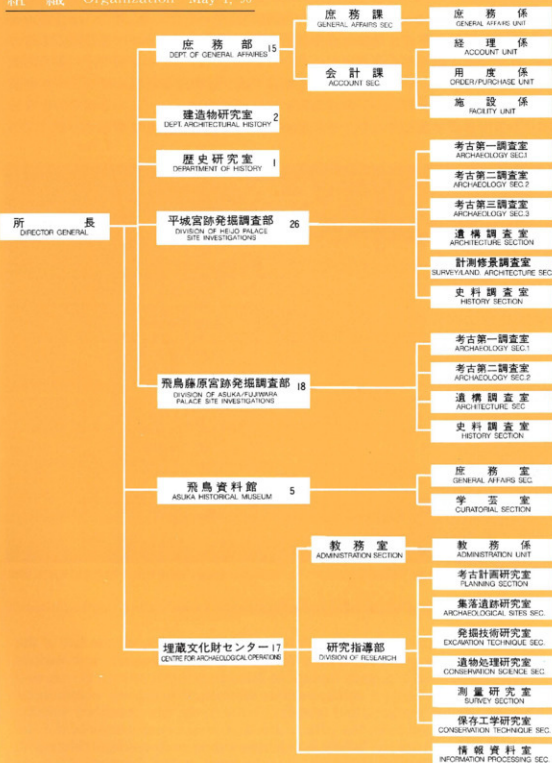 組織 Organization May 1, 90
庶務部 15
DEPT OF GENERAL AFFAIRES
庶務課
GENERAL AFFAIRS SEC
庶務係
GENERAL AFFAIRS UNIT
会計課
ACCOUNT SEC.
経理係
ACCOUNT UNIT
用度係
ORDER/PURCHASE UNIT
施設係
FACILITY UNIT
建造物研究室 2
DEPT. ARCHITECTURAL HISTORY
歴史研究室 1
DEPARTMENT OF HISTORY
所長
DIRECTOR GENERAL
平城宮跡発掘調査部 26
DIVISION OF HEIJO PALACE
SITE INVESTIGATIONS
考古第一調査室
ARCHAEOLOGY SEC.1
考古第二調査室
ARCHAEOLOGY SEC.2
考古第三調査室
ARCHAEOLOGY SEC.3
遺構調査室
ARCHITECTURE SECTION
計測修景調査室
SURVEY/LAND. ARCHITECTURE SEC
史料調査室
HISTORY SECTION
飛鳥藤原宮跡発掘調査部 18
DIVISION OF ASUKA/FUJIWARA
PALACE SITE INVESTIGATIONS
考古第一調査室
ARCHAEOLOGY SEC.1
考古第二調査室
ARCHAEOLOGY SEC.2
遺構調査室
ARCHITECTURE SEC
史料調査室
HISTORY SECTION
飛鳥資料館 5
ASUKA HISTORICAL MUSEUM
庶務室
GENERAL AFFAIRS SEC
学芸室
CURATORIAL SECTION
埋蔵文化財センター 17
CENTRE FOR ARCHAEOLOGICAL OPERATIONS
教務室
ADMINISTRATION SECTION
教務係
ADMINISTRATION UNIT
研究指導部
DIVISION OF RESEARCH
考古計画研究室
PLANNING SECTION
集落遺跡研究室
ARCHAEOLOGICAL SITES SEC.
発掘技術研究室
EXCAVATION TECHNIQUE SEC.
遺物処理研究室
CONSERVATION SCIENCE SEC.
測量研究室
SURVEY SECTION
保存工学研究室
CONSERVATION TECHNIQUE SEC.
情報資料室
INFORMATION PROCESSING SEC.